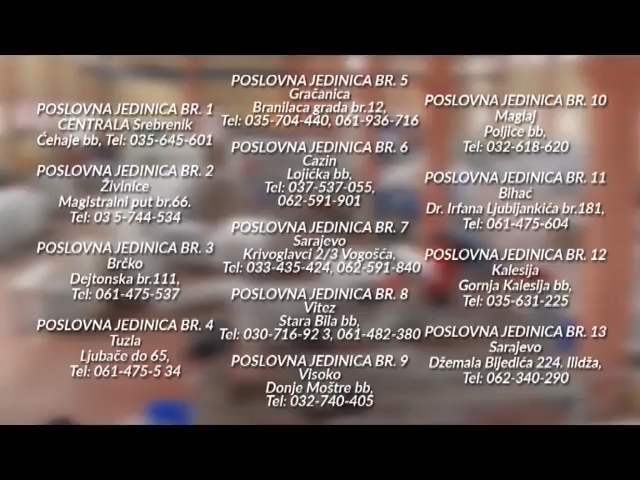 POSLOVNA JEDINICA BR. 1
CENTRALA Srebrenik
Ćehaje bb, Tel: 035-645-601
POSLOVNA JEDINICA BR. 2
Živinice
Magistralni put br.66.
Tel: 03 5-744-534
POSLOVNA JEDINICA BR. 3
Brčko
Dejtonska br.111,
Tel: 061-475-537
POSLOVNA JEDINICA BR. 4
Tuzla
Ljubače do 65,
Tel: 061-475-5 34
POSLOVNA JEDINICA BR. 5
Gračanica
Branilaca grada br.12,
Tel: 035-704-440, 061-936-716
POSLOVNA JEDINICA BR. 6
Cazin
Lojička bb,
Tel: 037-537-055,
062-591-901
POSLOVNA JEDINICA BR. 7
Sarajevo
Krivoglavci 2/3 Vogošća,
Tel: 033-435-424, 062-591-840
POSLOVNA JEDINICA BR. 8
Vitez
Stara Bila bb,
Tel: 030-716-92 3, 061-482-380
POSLOVNA JEDINICA BR. 9
Visoko
Donje Moštre bb,
Tel: 032-740-405
POSLOVNA JEDINICA BR. 10
Maglaj
Poljice bb,
Tel: 032-618-620
POSLOVNA JEDINICA BR. 11
Bihać
Dr. Irfana Ljubijankića br.181,
Tel: 061-475-604
POSLOVNA JEDINICA BR. 12
Kalesija
Gornja Kalesija bb,
Tel: 035-631-225
POSLOVNA JEDINICA BR. 13
Sarajevo
Džemala Bijedića 224. Ilidža,
Tel: 062-340-290